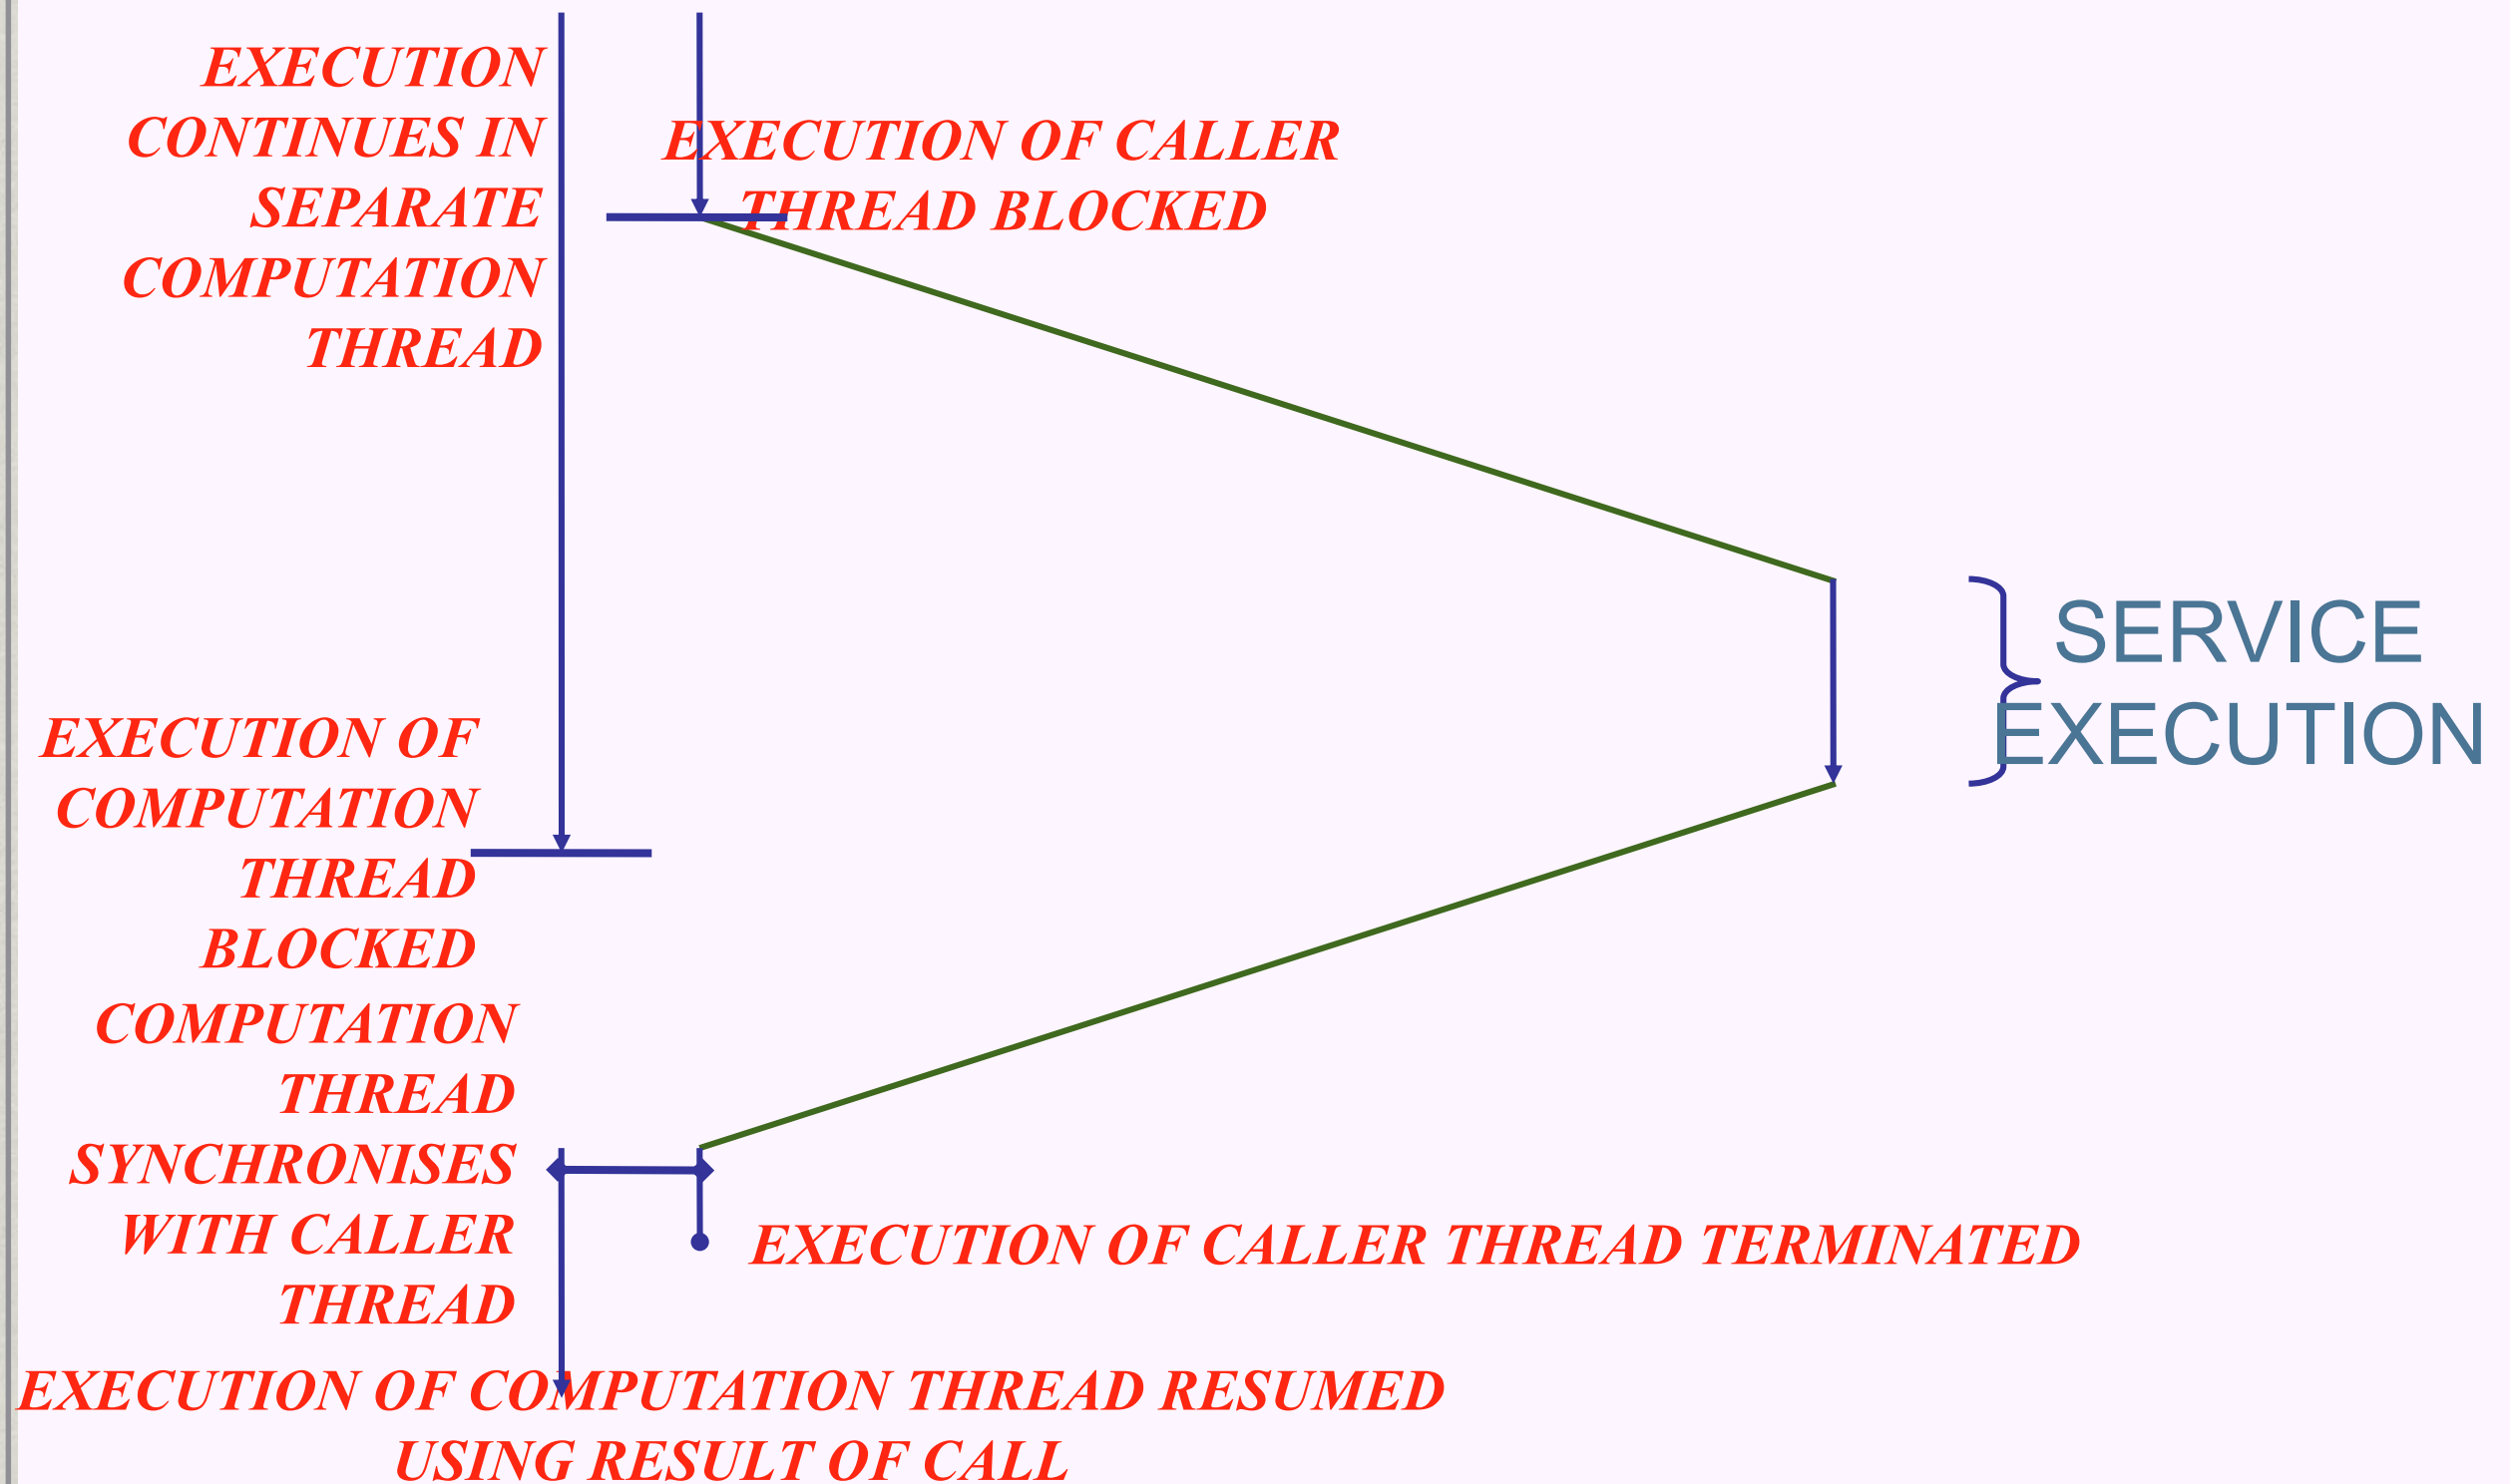 EXECUTION
CONTINUES IN
SEPARATE
COMPUTATION
THREAD
EXECUTION OF CALLER
THREAD BLOCKED
SERVICE
EXECUTION
EXECUTION OF
COMPUTATION
THREAD
BLOCKED
COMPUTATION
THREAD
SYNCHRONISES
WITH CALLER
THREAD
EXECUTION OF CALLER THREAD TERMINATED
EXECUTION OF COMPUTATION THREAD RESUMED
USING RESULT OF CALL